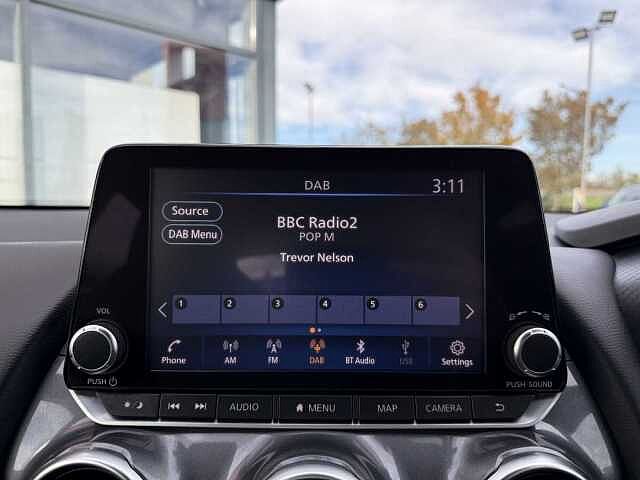 DAB 3:11
Source
BBC Radio2
POP M
DAB Menu
Trevor Nelson
1 2 3 4 5 6
Phone AM FM DAB BT Audio USB Settings
VOL
PUSH
PUSH SOUND
AUDIO MENU MAP CAMERA